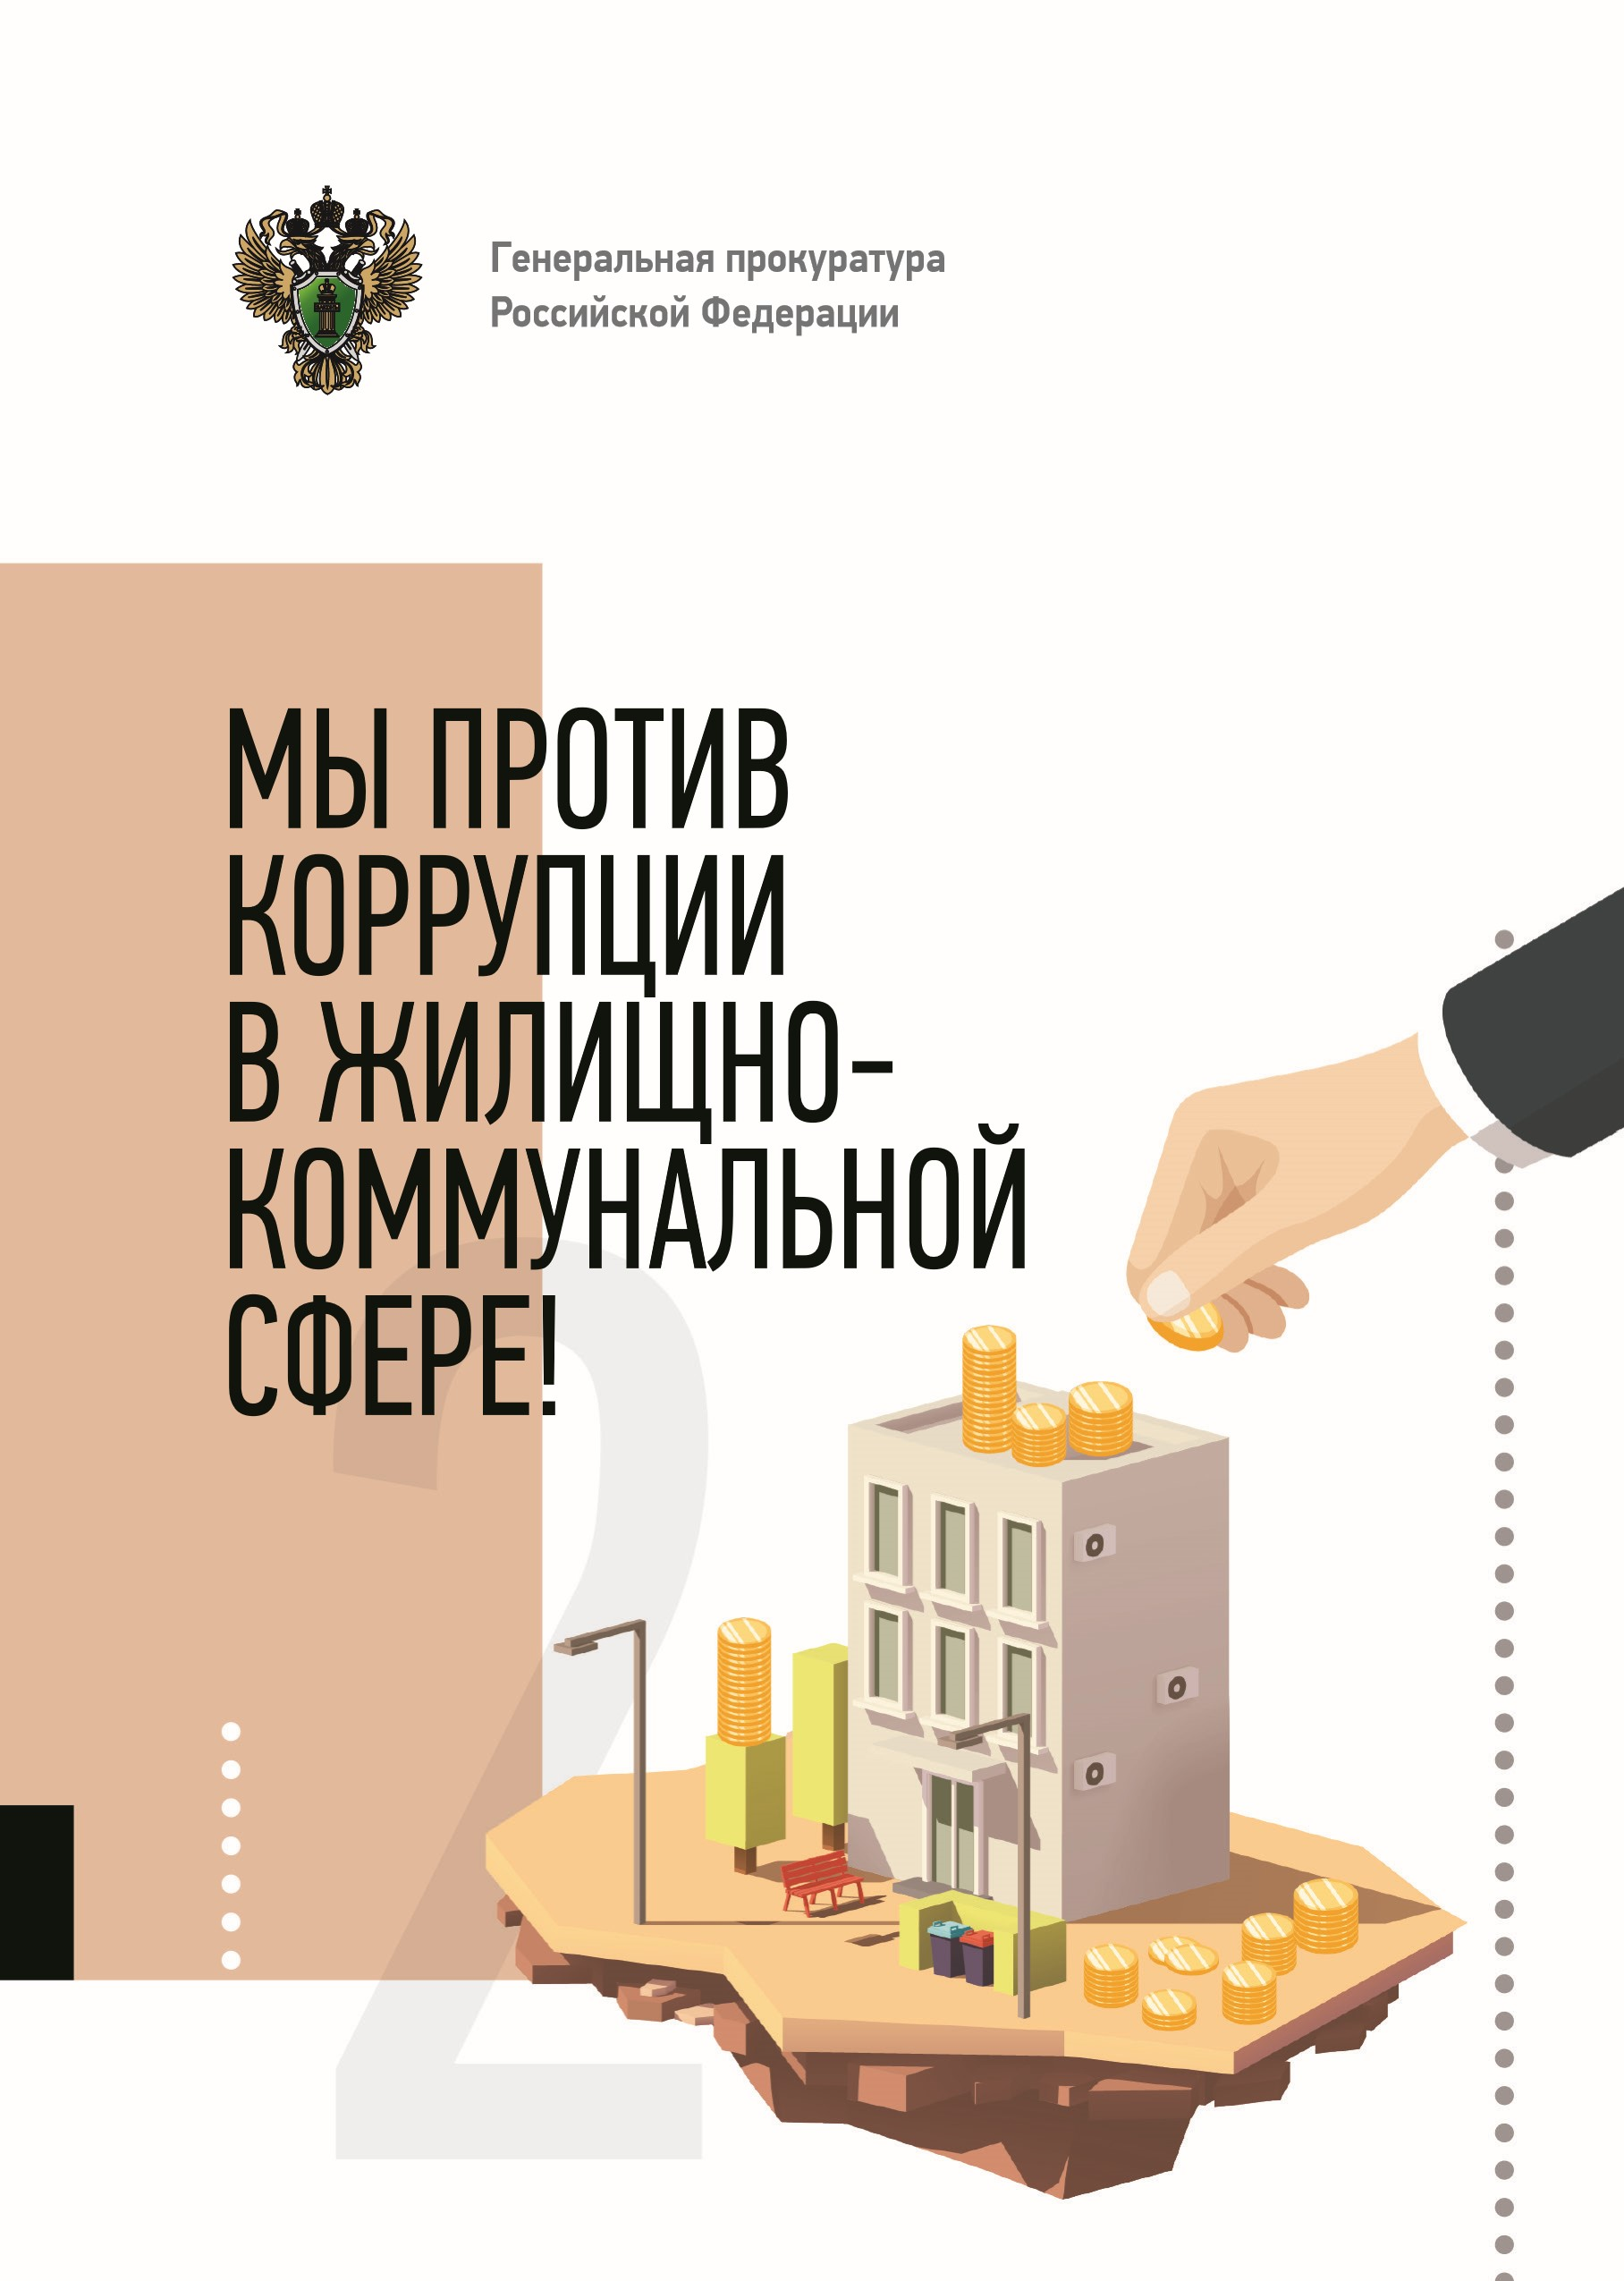 Генеральная прокуратура
Российской Федерации
МЫ ПРОТИВ
КОРРУПЦИИ
В ЖИЛИЩНО-
КОММУНАЛЬНОЙ
СФЕРЕ!
2